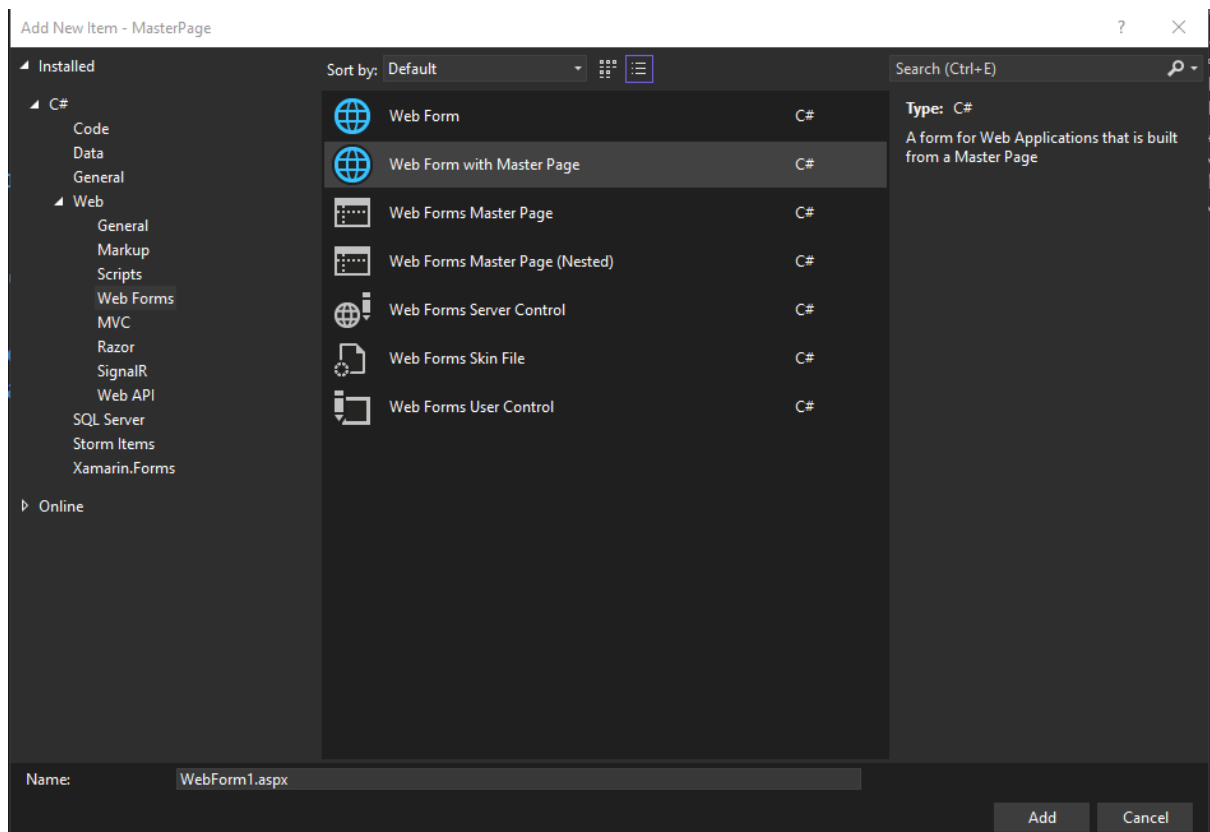 Add New Item - MasterPage
?
Installed
Sort by: Default
Search (Ctrl+E)
C#
Code
Data
General
Web
General
Markup
Scripts
Web Forms
MVC
Razor
SignalR
Web API
SQL Server
Storm Items
Xamarin.Forms
Online
Web Form C#
Web Form with Master Page C#
Web Forms Master Page C#
Web Forms Master Page (Nested) C#
Web Forms Server Control C#
Web Forms Skin File C#
Web Forms User Control C#
Type: C#
A form for Web Applications that is built
from a Master Page
Name: WebForm1.aspx
Add Cancel